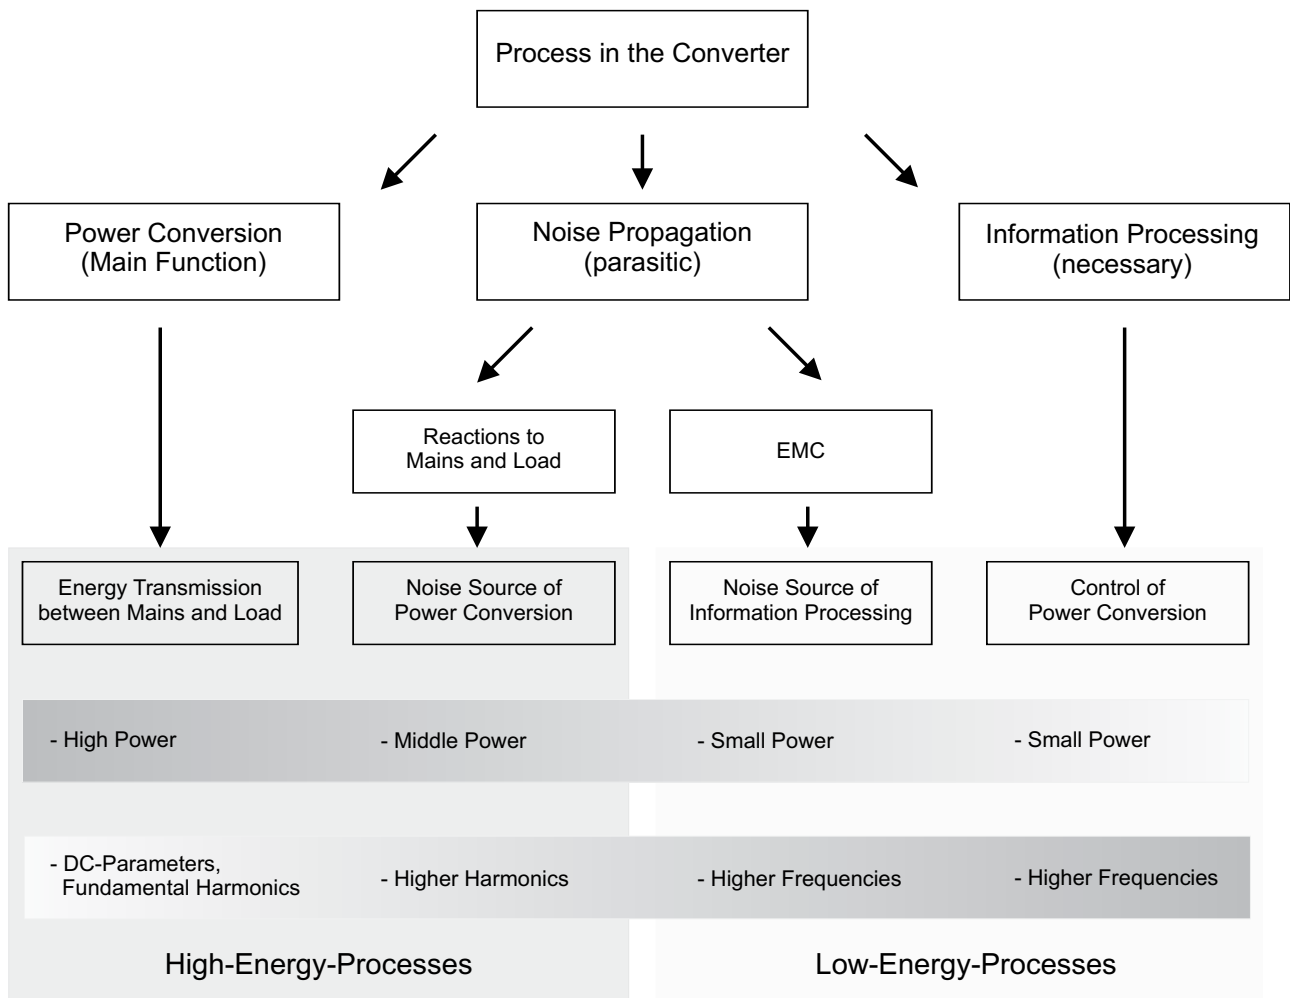 Process in the Converter
Power Conversion
(Main Function)
Noise Propagation
(parasitic)
Information Processing
(necessary)
Reactions to
Mains and Load
EMC
Energy Transmission
between Mains and Load
Noise Source of
Power Conversion
Noise Source of
Information Processing
Control of
Power Conversion
- High Power
- Middle Power
- Small Power
- Small Power
- DC-Parameters,
Fundamental Harmonics
- Higher Harmonics
- Higher Frequencies
- Higher Frequencies
High-Energy-Processes
Low-Energy-Processes